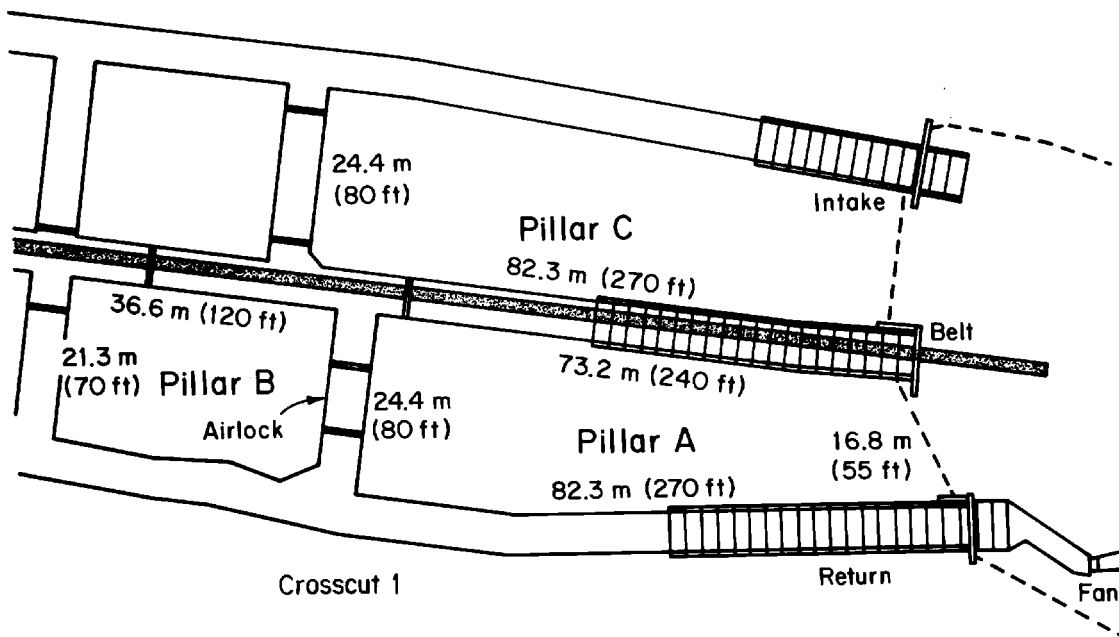 24.4 m
(80 ft)
Intake
Pillar C
82.3 m (270 ft)
36.6 m (120 ft)
Belt
21.3 m
(70 ft)
Pillar B
73.2 m (240 ft)
Airlock
24.4 m
(80 ft)
Pillar A
16.8 m
(55 ft)
82.3 m (270 ft)
Return
Fan
Crosscut 1